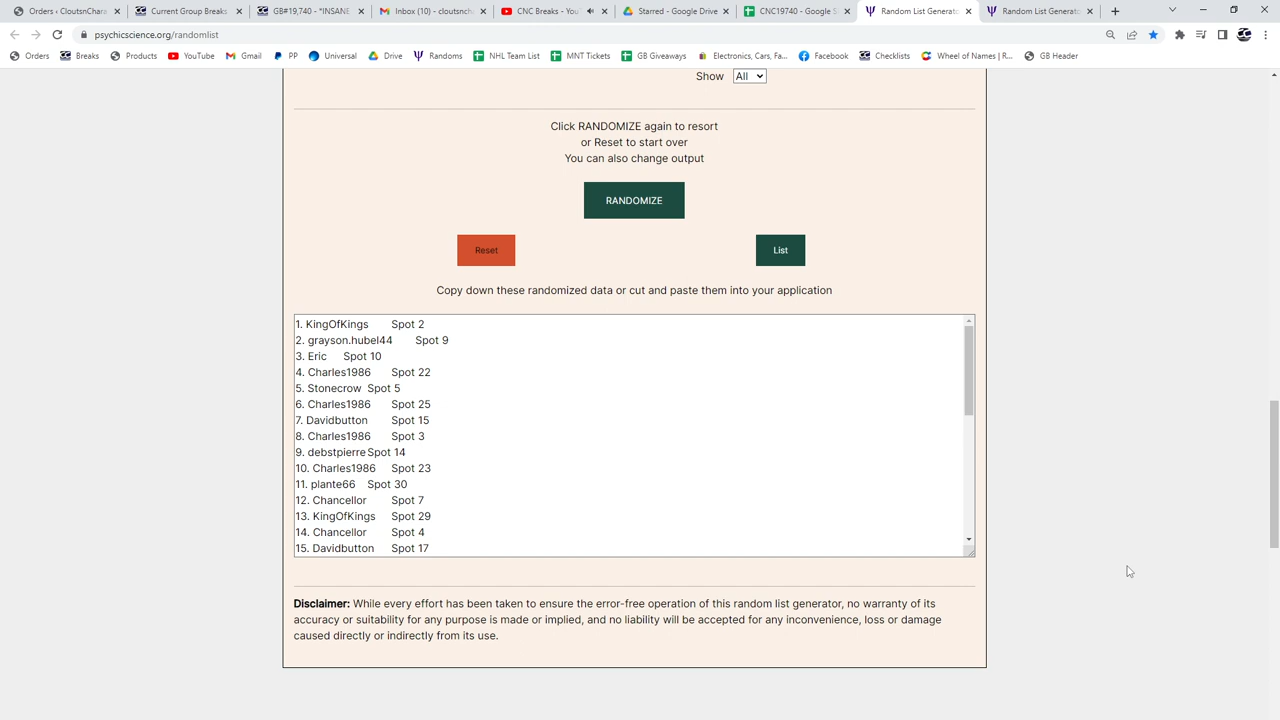 Orders ‹ CloutsnChara
Current Group Breaks
GB#19,740 - *INSANE
Inbox (10) - cloutsnch
CNC Breaks - You
Starred - Google Drive
CNC19740 - Google S
Random List Generato
Random List Generato
psychicscience.org/randomlist
Orders
Breaks
Products
YouTube
Gmail
PP
Universal
Drive
Randoms
NHL Team List
MNT Tickets
GB Giveaways
Electronics, Cars, Fa...
Facebook
Checklists
Wheel of Names | R...
GB Header
Show All
Click RANDOMIZE again to resort
or Reset to start over
You can also change output
RANDOMIZE
Reset
List
Copy down these randomized data or cut and paste them into your application
1. KingOfKings Spot 2
2. grayson.hubel44 Spot 9
3. Eric Spot 10
4. Charles1986 Spot 22
5. Stonecrow Spot 5
6. Charles1986 Spot 25
7. Davidbutton Spot 15
8. Charles1986 Spot 3
9. debstpierre Spot 14
10. Charles1986 Spot 23
11. plante66 Spot 30
12. Chancellor Spot 7
13. KingOfKings Spot 29
14. Chancellor Spot 4
15. Davidbutton Spot 17
Disclaimer: While every effort has been taken to ensure the error-free operation of this random list generator, no warranty of its
accuracy or suitability for any purpose is made or implied, and no liability will be accepted for any inconvenience, loss or damage
caused directly or indirectly from its use.